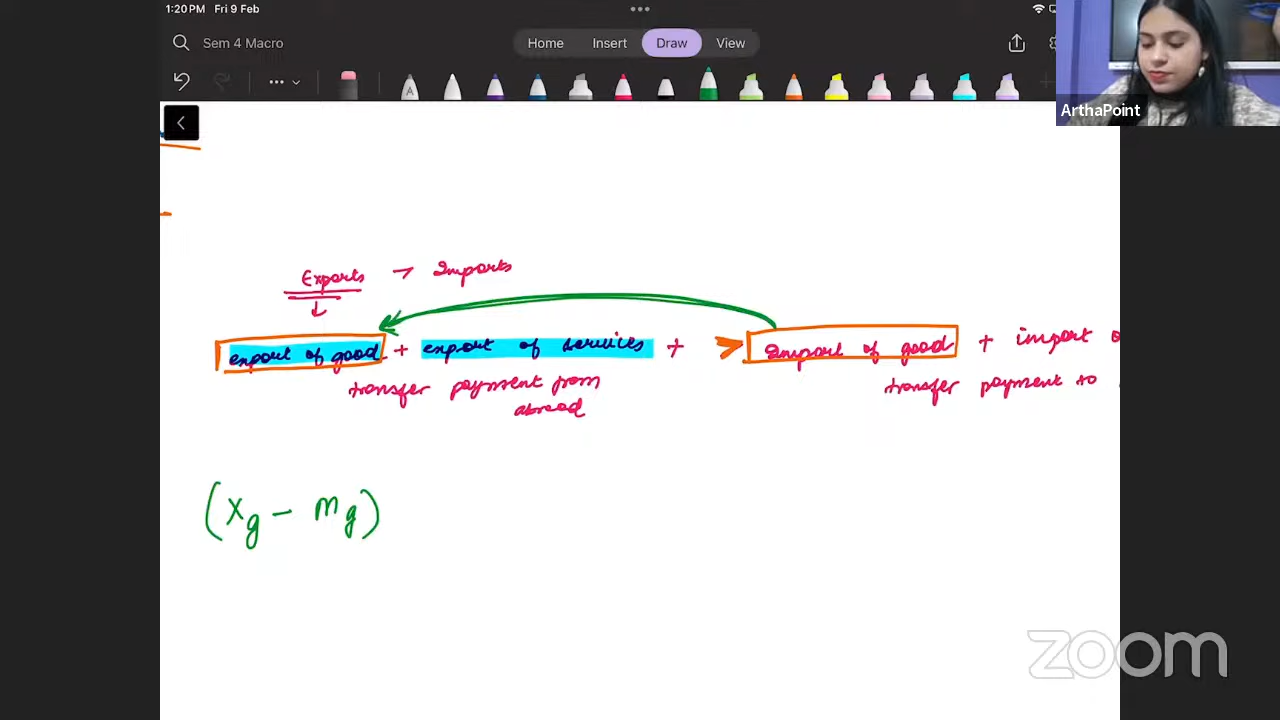 1:20 PM Fri 9 Feb
Sem 4 Macro
Home Insert Draw View
A
ArthaPoint
Exports > Imports
export of good + export of services + > Import of good + import o
transfer payment from transfer payment to
abroad
(Xg - mg)
zoom